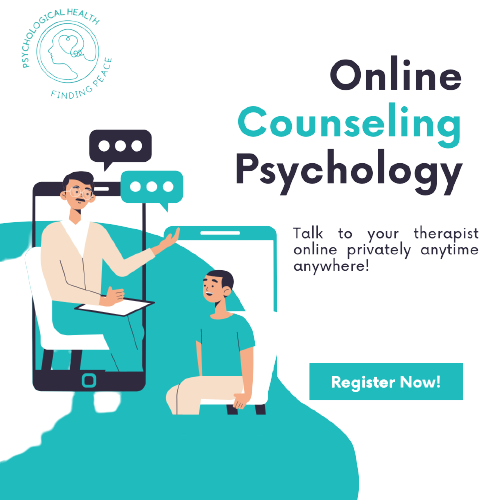 PSYCHOLOGICAL HEALTH
FINDING PEACE
Online
Counseling
Psychology
Talk to your therapist
online privately anytime
anywhere!
Register Now!